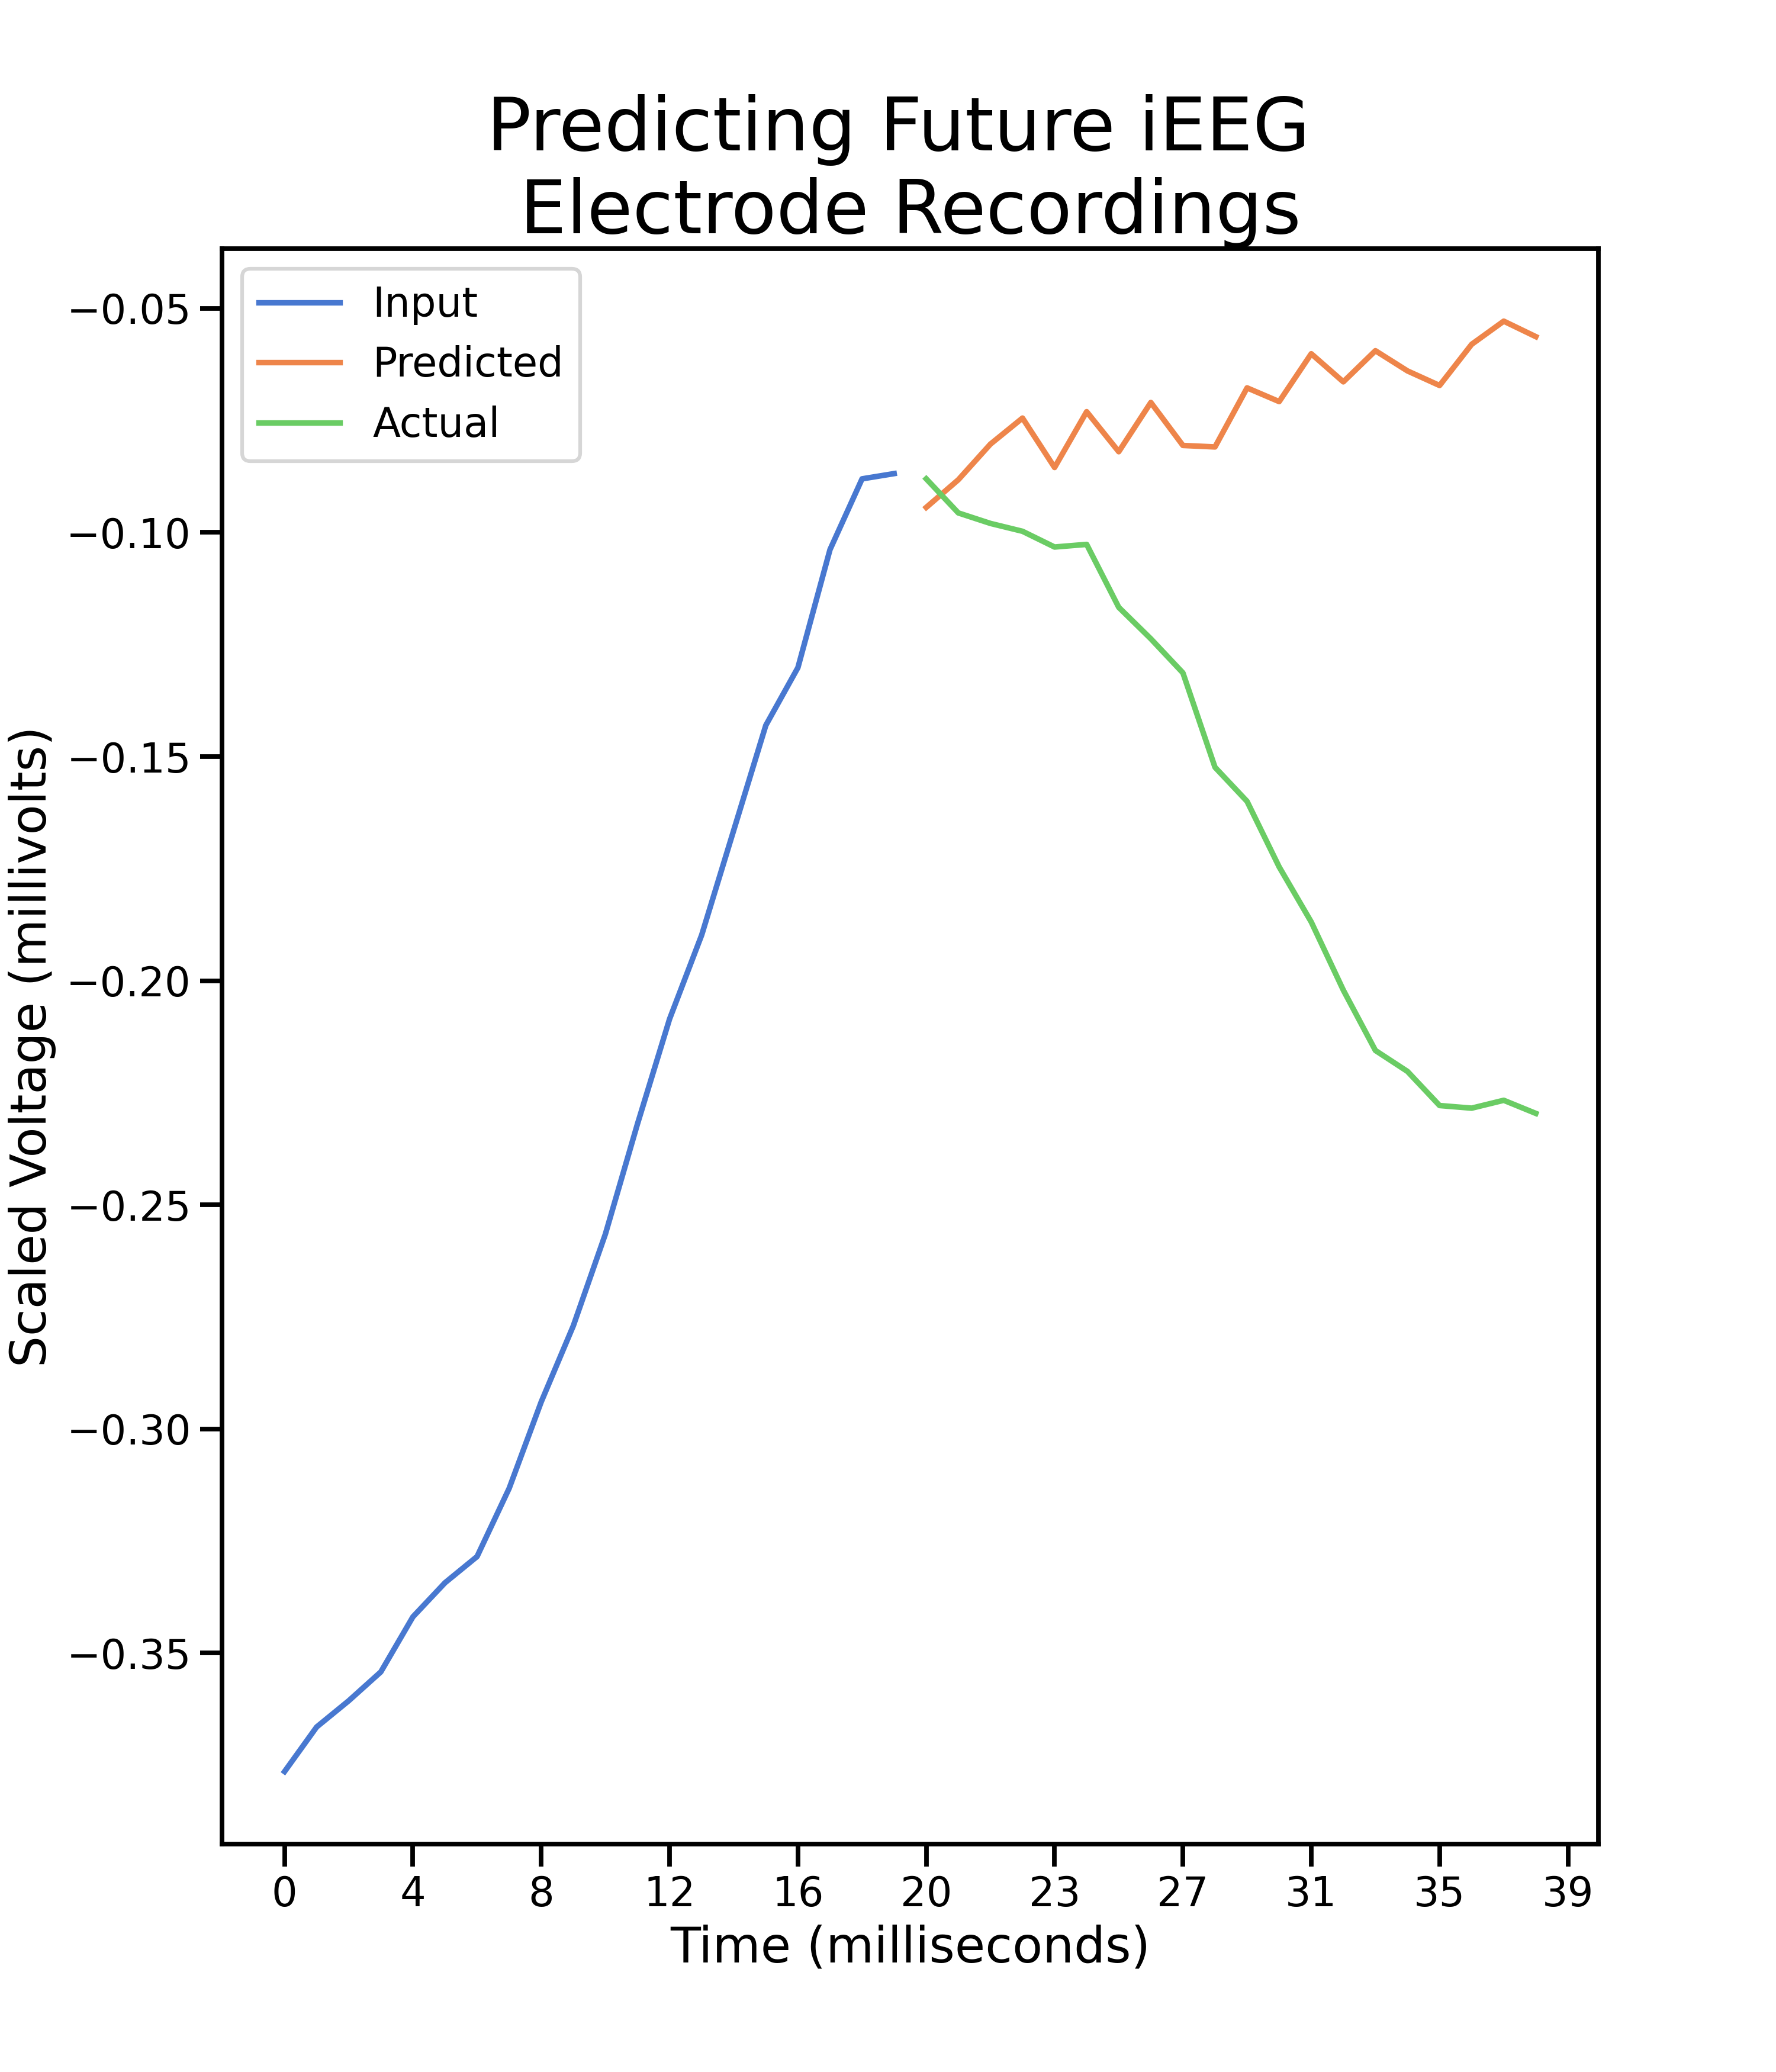 Predicting Future iEEG
Electrode Recordings
Input
Predicted
Actual
−0.05
−0.10
−0.15
−0.20
−0.25
−0.30
−0.35
Scaled Voltage (millivolts)
0 4 8 12 16 20 23 27 31 35 39
Time (milliseconds)